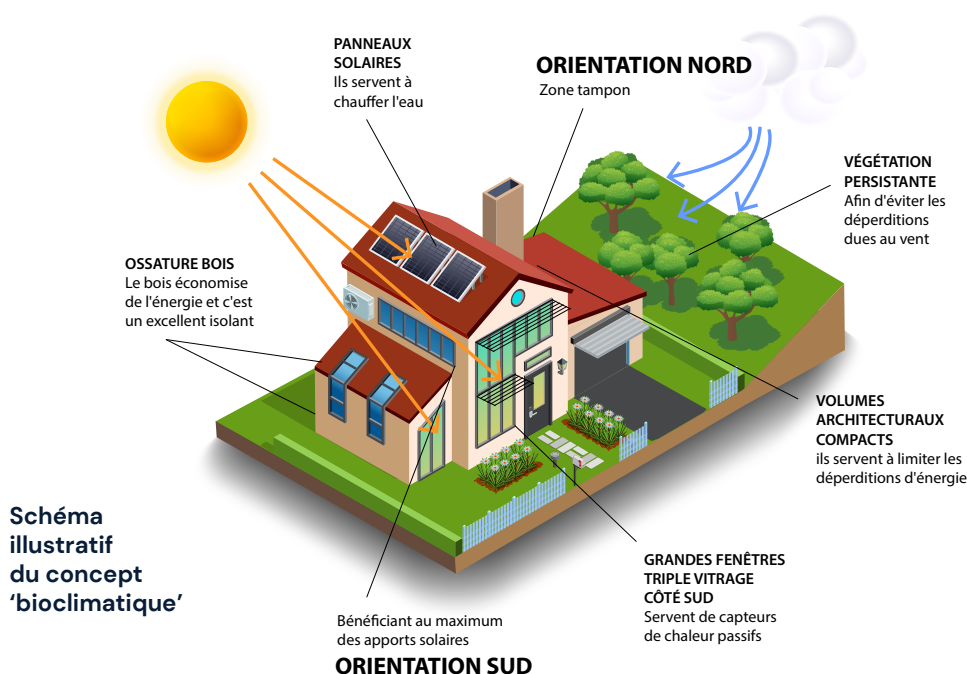 PANNEAUX
SOLAIRES
Ils servent à
chauffer l'eau
ORIENTATION NORD
Zone tampon
VÉGÉTATION
PERSISTANTE
Afin d'éviter les
déperditions
dues au vent
OSSATURE BOIS
Le bois économise
de l'énergie et c'est
un excellent isolant
VOLUMES
ARCHITECTURAUX
COMPACTS
ils servent à limiter les
déperditions d'énergie
Schéma
illustratif
du concept
‘bioclimatique’
GRANDES FENÊTRES
TRIPLE VITRAGE
CÔTÉ SUD
Servent de capteurs
de chaleur passifs
Bénéficiant au maximum
des apports solaires
ORIENTATION SUD